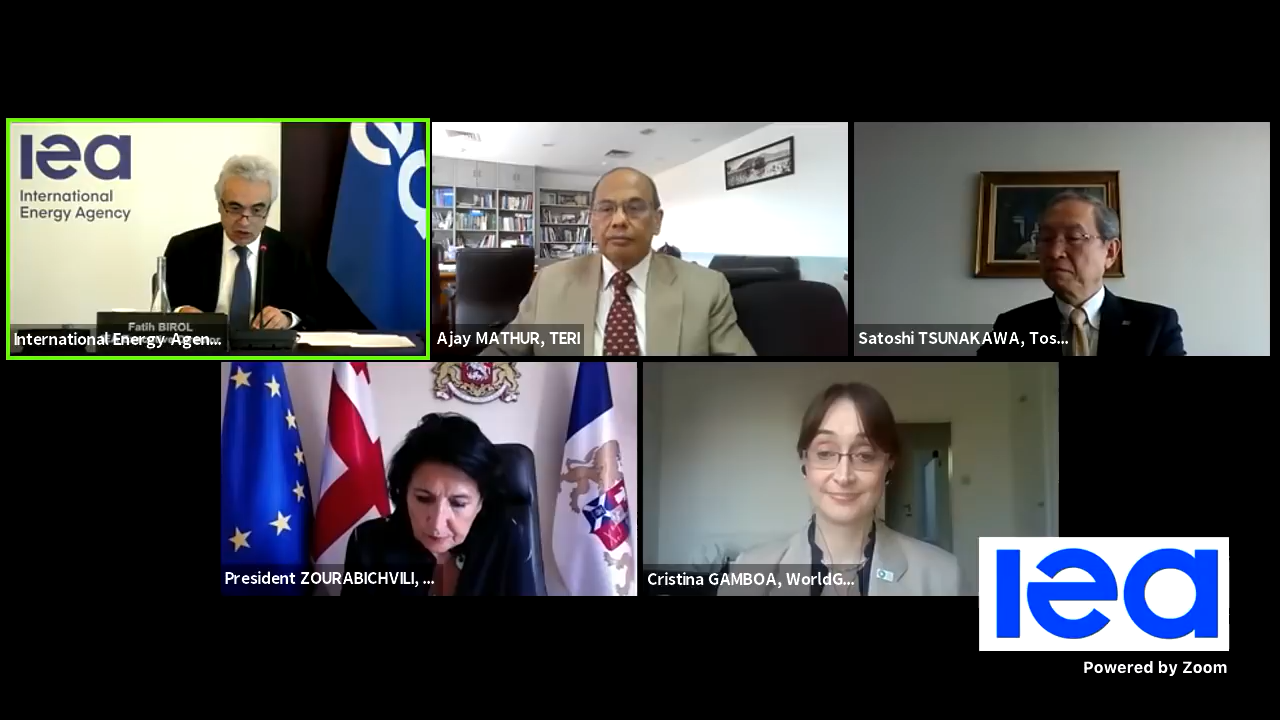 iea
International
Energy Agency
Fatih BIROL
International Energy Agen...
Ajay MATHUR, TERI
Satoshi TSUNAKAWA, Tos...
President ZOURABICHVILI, ...
Cristina GAMBOA, WorldG...
iea
Powered by Zoom